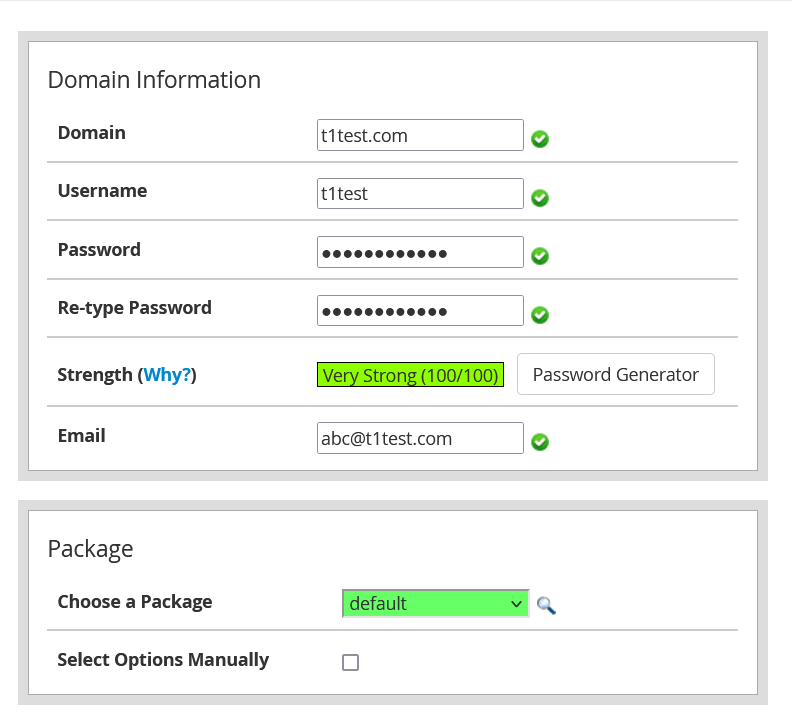 Domain Information
Domain t1test.com
Username t1test
Password ●●●●●●●●●●●●
Re-type Password ●●●●●●●●●●●●
Strength (Why?) Very Strong (100/100) Password Generator
Email abc@t1test.com
Package
Choose a Package default
Select Options Manually